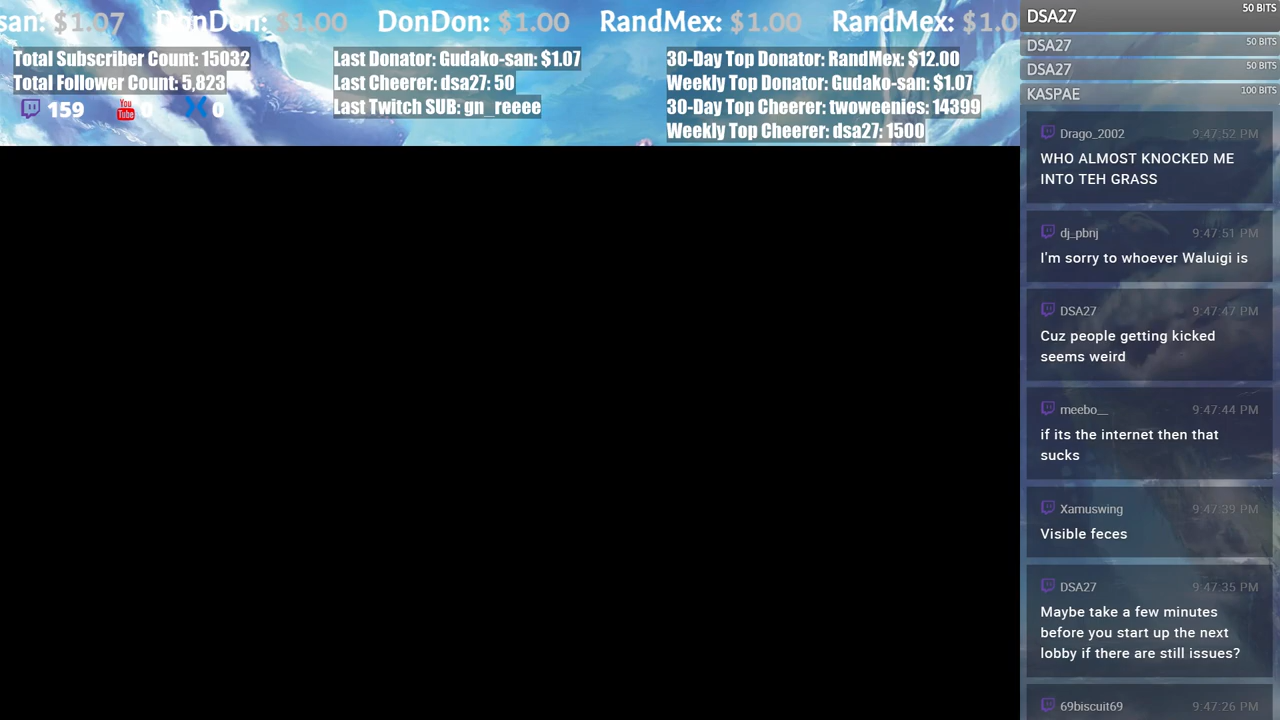 san: $1.07 DonDon: $1.00 DonDon: $1.00 RandMex: $1.00 RandMex: $1.0
Total Subscriber Count: 15032
Total Follower Count: 5,823
159 You Tube 0 0
Last Donator: Gudako-san: $1.07
Last Cheerer: dsa27: 50
Last Twitch SUB: gn_reeee
30-Day Top Donator: RandMex: $12.00
Weekly Top Donator: Gudako-san: $1.07
30-Day Top Cheerer: twoweenies: 14399
Weekly Top Cheerer: dsa27: 1500
DSA27 50 BITS
DSA27 50 BITS
DSA27 50 BITS
KASPAE 100 BITS
Drago_2002 9:47:52 PM
WHO ALMOST KNOCKED ME
INTO TEH GRASS
dj_pbnj 9:47:51 PM
I'm sorry to whoever Waluigi is
DSA27 9:47:47 PM
Cuz people getting kicked
seems weird
meebo__ 9:47:44 PM
if its the internet then that
sucks
Xamuswing 9:47:39 PM
Visible feces
DSA27 9:47:35 PM
Maybe take a few minutes
before you start up the next
lobby if there are still issues?
69biscuit69 9:47:26 PM